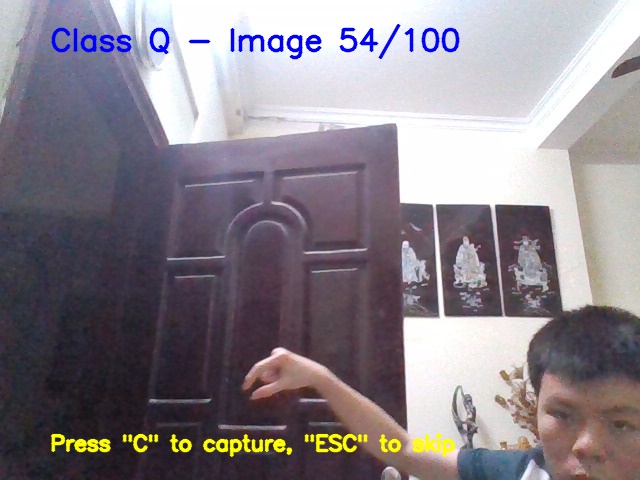 Class Q - Image 54/100
Press "C" to capture, "ESC" to skip